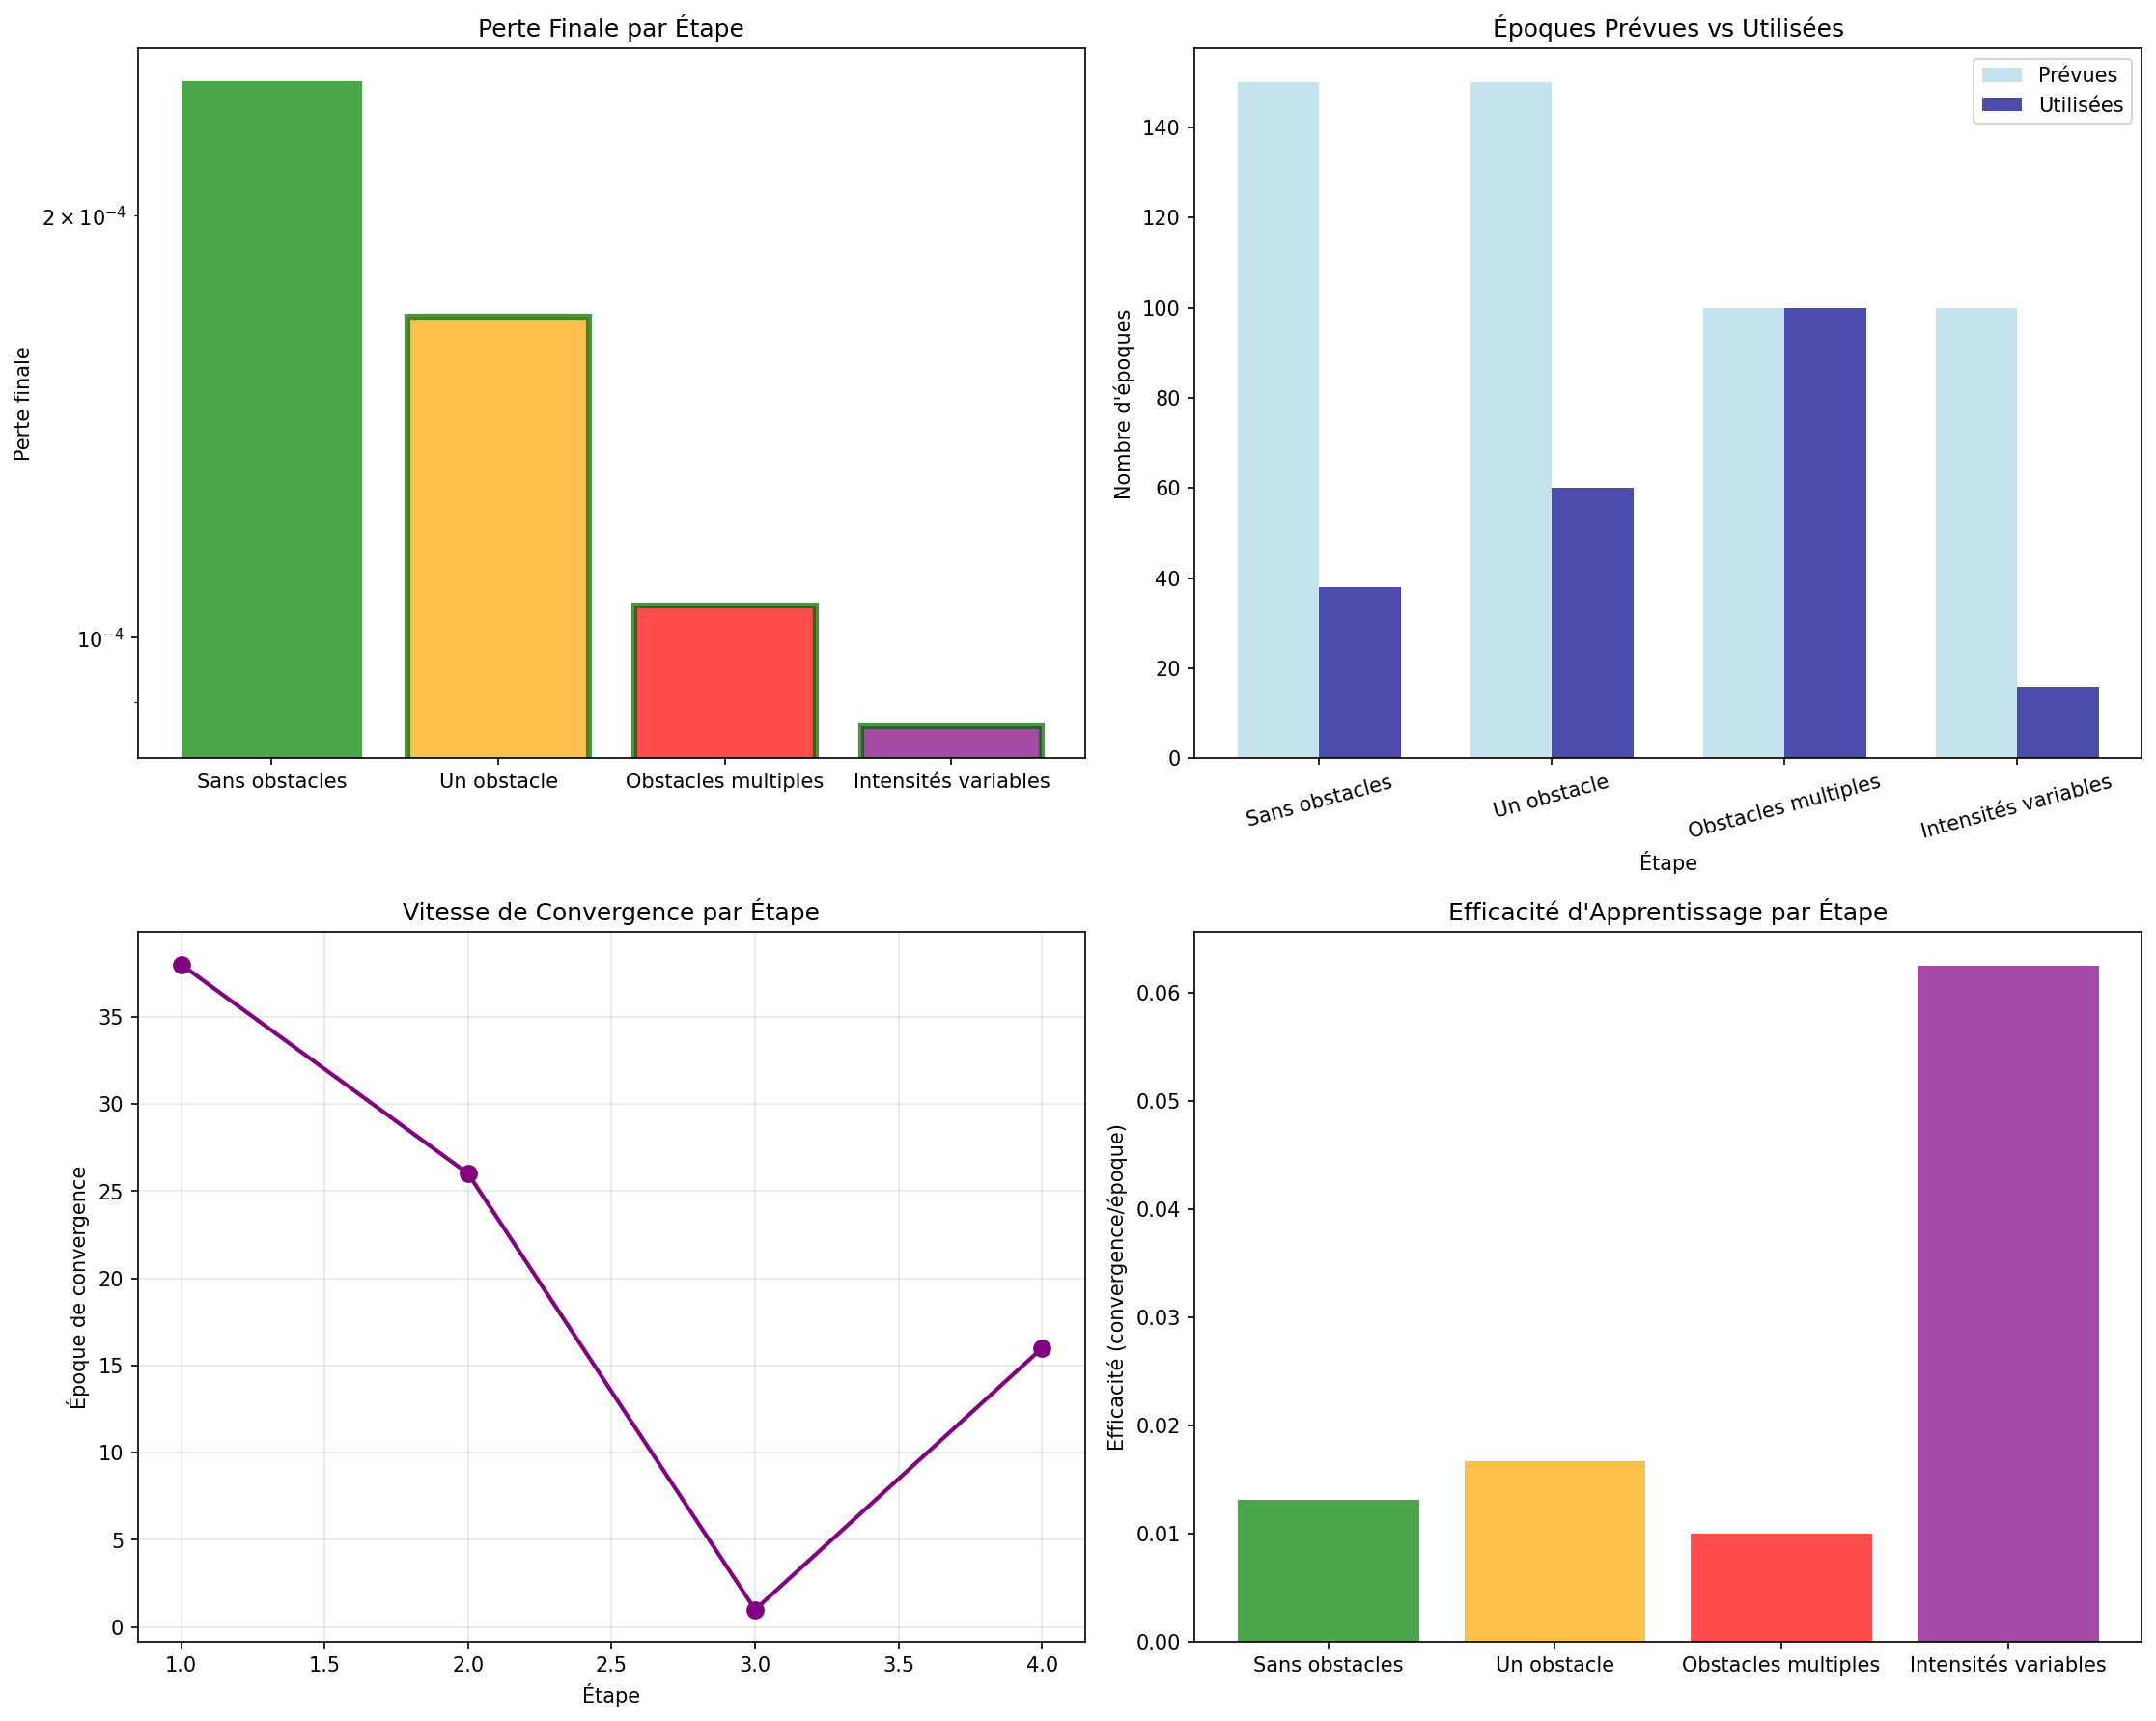 Perte Finale par Étape
Perte finale
2 × 10⁻⁴
10⁻⁴
Sans obstacles
Un obstacle
Obstacles multiples
Intensités variables
Époques Prévues vs Utilisées
Prévues
Utilisées
Nombre d'époques
140
120
100
80
60
40
20
0
Sans obstacles
Un obstacle
Obstacles multiples
Intensités variables
Étape
Vitesse de Convergence par Étape
Époque de convergence
35
30
25
20
15
10
5
0
1.0
1.5
2.0
2.5
3.0
3.5
4.0
Étape
Efficacité d'Apprentissage par Étape
Efficacité (convergence/époque)
0.06
0.05
0.04
0.03
0.02
0.01
0.00
Sans obstacles
Un obstacle
Obstacles multiples
Intensités variables